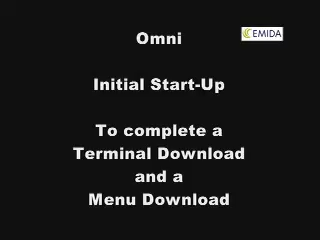 Omni
EMIDA
Initial Start-Up
To complete a
Terminal Download
and a
Menu Download